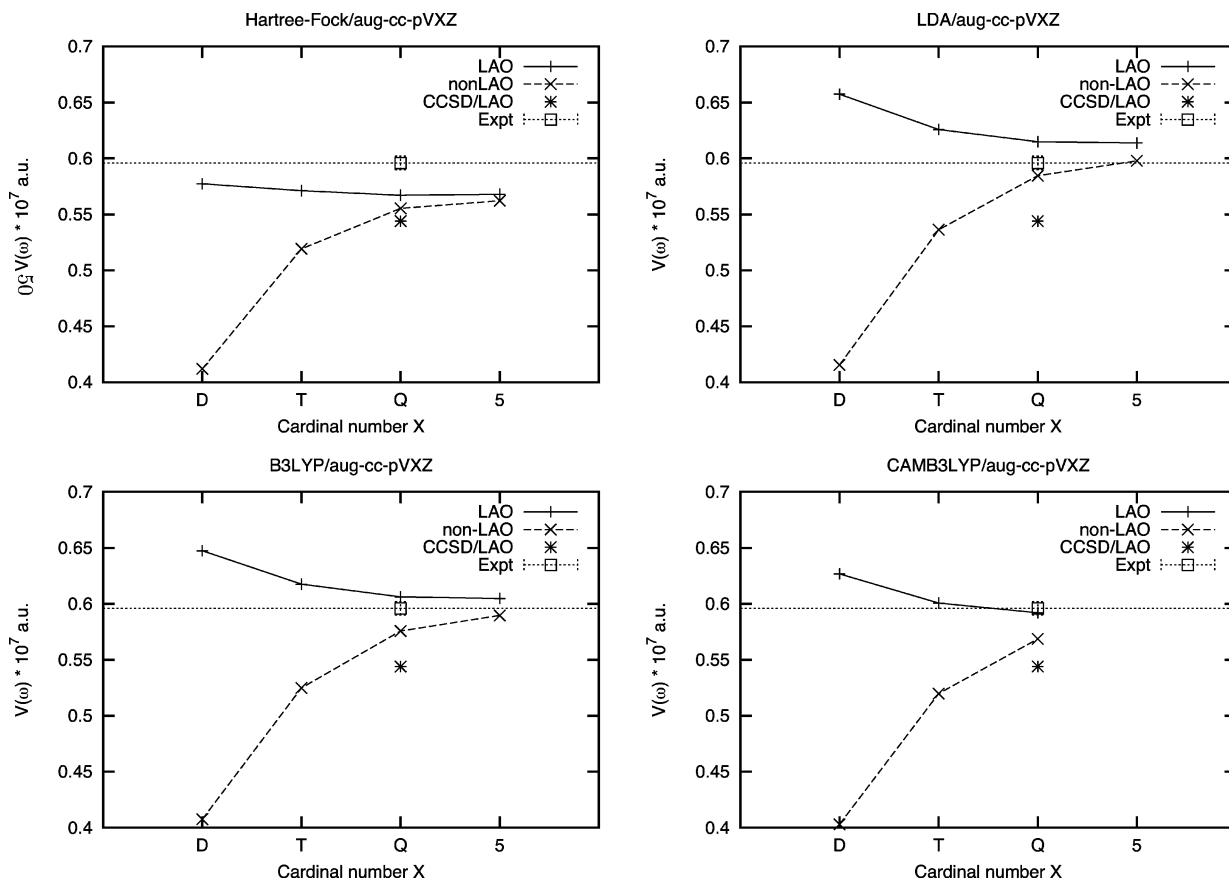 Hartree-Fock/aug-cc-pVXZ
0.7
0.65
0.6
0.55
0.5
0.45
0.4
50 V(ω) * 10⁷ a.u.
LAO
nonLAO
CCSD/LAO
Expt
D T Q 5
Cardinal number X
LDA/aug-cc-pVXZ
0.7
0.65
0.6
0.55
0.5
0.45
0.4
V(ω) * 10⁷ a.u.
LAO
non-LAO
CCSD/LAO
Expt
D T Q 5
Cardinal number X
B3LYP/aug-cc-pVXZ
0.7
0.65
0.6
0.55
0.5
0.45
0.4
V(ω) * 10⁷ a.u.
LAO
non-LAO
CCSD/LAO
Expt
D T Q 5
Cardinal number X
CAMB3LYP/aug-cc-pVXZ
0.7
0.65
0.6
0.55
0.5
0.45
0.4
V(ω) * 10⁷ a.u.
LAO
non-LAO
CCSD/LAO
Expt
D T Q 5
Cardinal number X